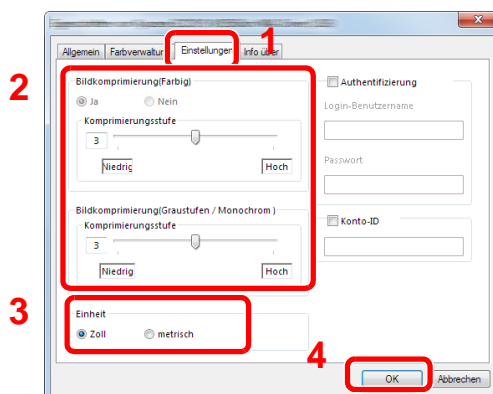 1
Allgemein Farbverwaltur Einstellungen Info über
2
Bildkomprimierung(Farbig)
Ja Nein
Komprimierungsstufe
3
Niedrig Hoch
Bildkomprimierung(Graustufen / Monochrom )
Komprimierungsstufe
3
Niedrig Hoch
3
Einheit
Zoll metrisch
Authentifizierung
Login-Benutzername
Passwort
Konto-ID
4
OK Abbrechen